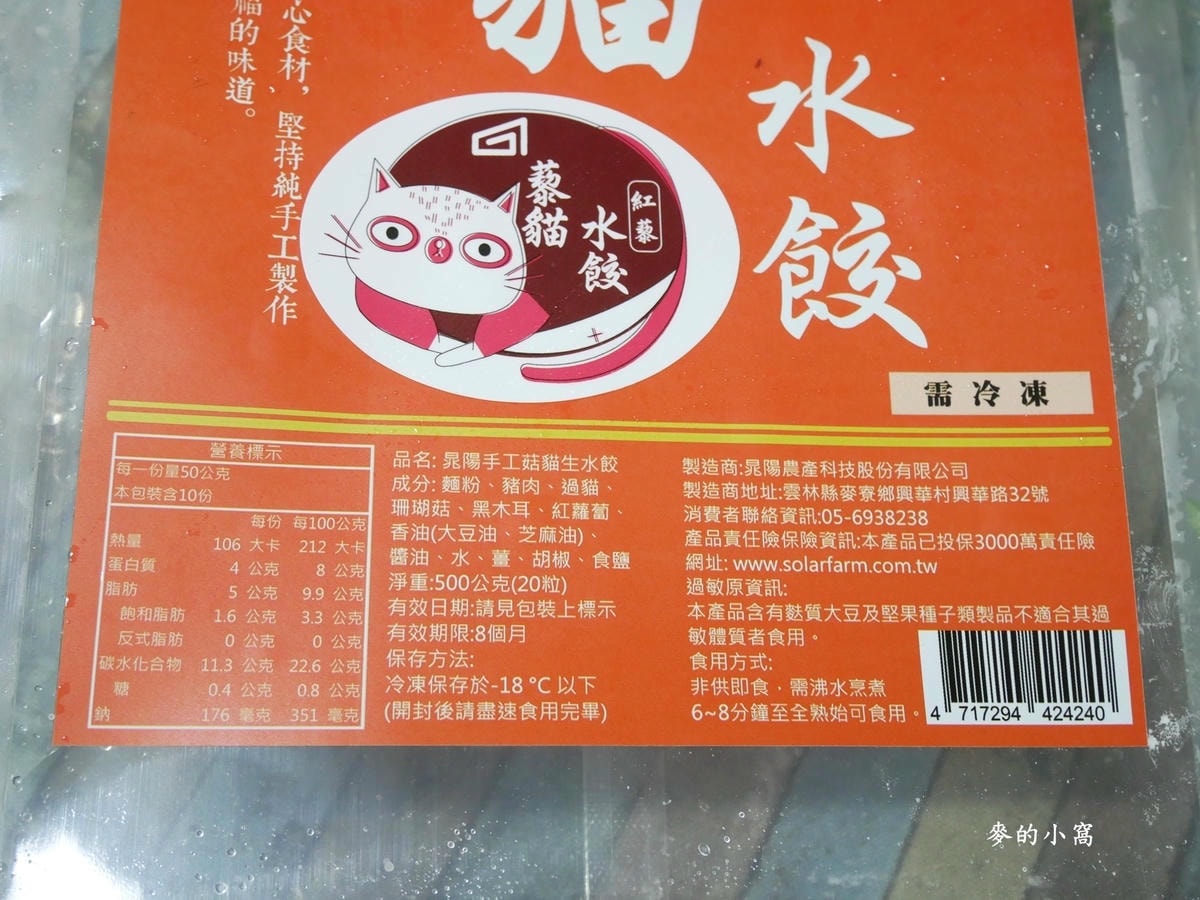 貓
水餃
心食材，堅持純手工製作
福的味道。
藜貓
水餃
紅藜
需冷凍
營養標示
每一份量50公克
本包裝含10份
每份 每100公克
熱量 106 大卡 212 大卡
蛋白質 4 公克 8 公克
脂肪 5 公克 9.9 公克
飽和脂肪 1.6 公克 3.3 公克
反式脂肪 0 公克 0 公克
碳水化合物 11.3 公克 22.6 公克
糖 0.4 公克 0.8 公克
鈉 176 毫克 351 毫克
品名: 晁陽手工菇貓生水餃
成分: 麵粉、豬肉、過貓、
珊瑚菇、黑木耳、紅蘿蔔、
香油(大豆油、芝麻油)、
醬油、水、薑、胡椒、食鹽
淨重:500公克(20粒)
有效日期:請見包裝上標示
有效期限:8個月
保存方法:
冷凍保存於-18 ℃ 以下
(開封後請盡速食用完畢)
製造商:晁陽農產科技股份有限公司
製造商地址:雲林縣麥寮鄉興華村興華路32號
消費者聯絡資訊:05-6938238
產品責任險保險資訊:本產品已投保3000萬責任險
網址: www.solarfarm.com.tw
過敏原資訊:
本產品含有麩質大豆及堅果種子類製品不適合其過
敏體質者食用。
食用方式:
非供即食，需沸水烹煮
6~8分鐘至全熟始可食用。
4 717294 424240
麥的小窩